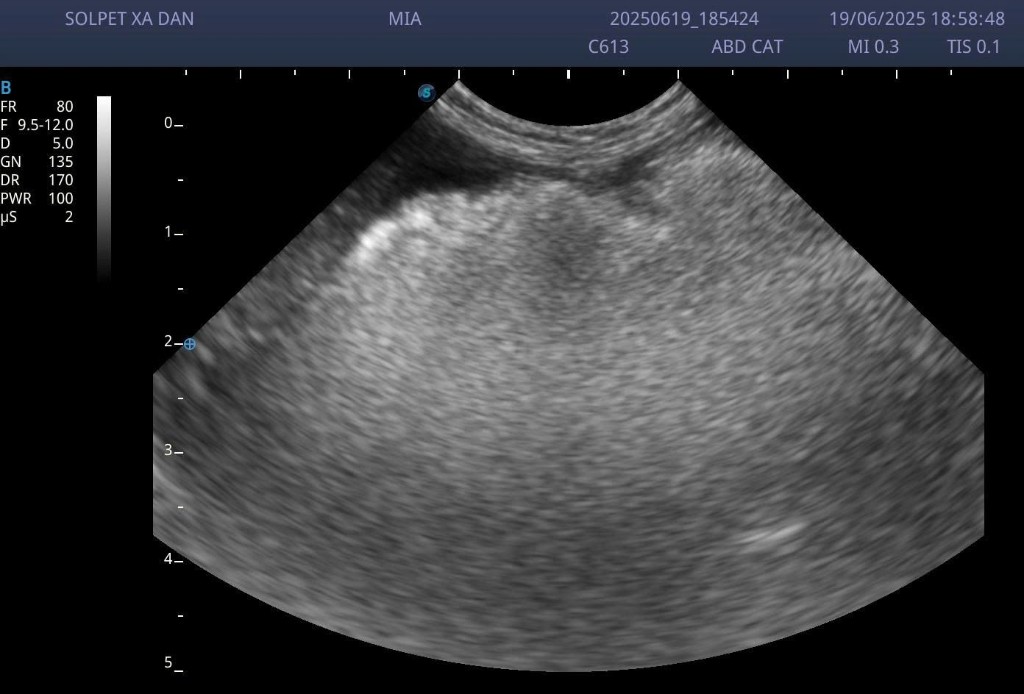 SOLPET XA DAN MIA 20250619_185424 19/06/2025 18:58:48
C613 ABD CAT MI 0.3 TIS 0.1
B
FR 80
F 9.5-12.0
D 5.0
GN 135
DR 170
PWR 100
µS 2
S
0
1
2
3
4
5